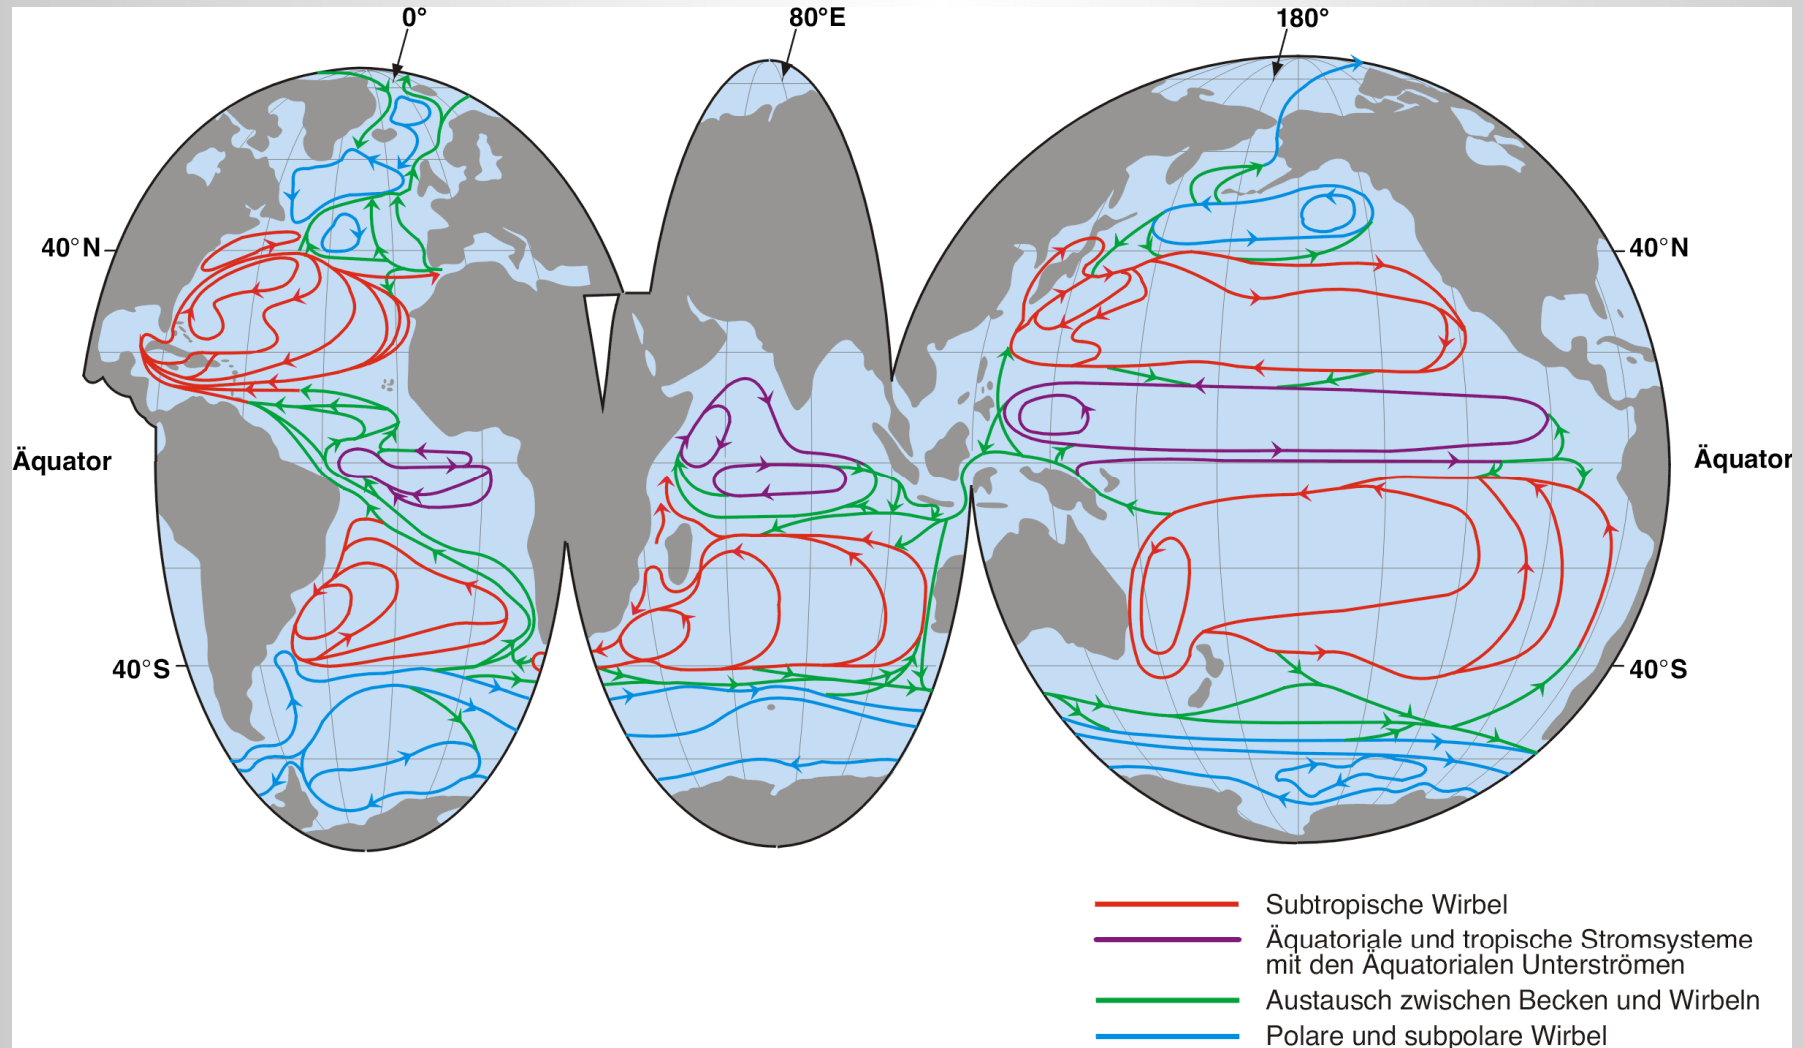 0°
80°E
180°
40°N
40°N
Äquator
Äquator
40°S
40°S
Subtropische Wirbel
Äquatoriale und tropische Stromsysteme
mit den Äquatorialen Unterströmen
Austausch zwischen Becken und Wirbeln
Polare und subpolare Wirbel